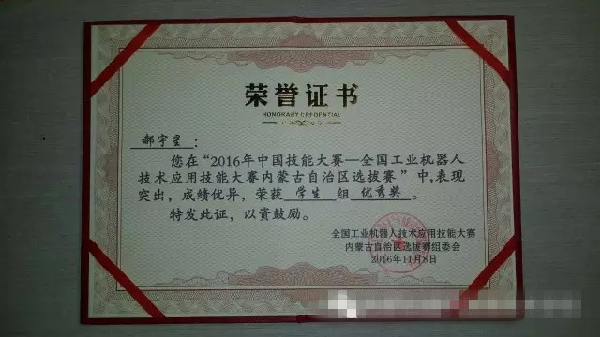 荣誉证书
HONORABY CREDENTIAL
郝宇星：
您在“2016年中国技能大赛—全国工业机器人
技术应用技能大赛内蒙古自治区选拔赛”中，表现
突出，成绩优异，荣获 学生 组 优秀奖 。
特发此证，以资鼓励。
全国工业机器人技术应用技能大赛
内蒙古自治区选拔赛组委会
2016年11月8日